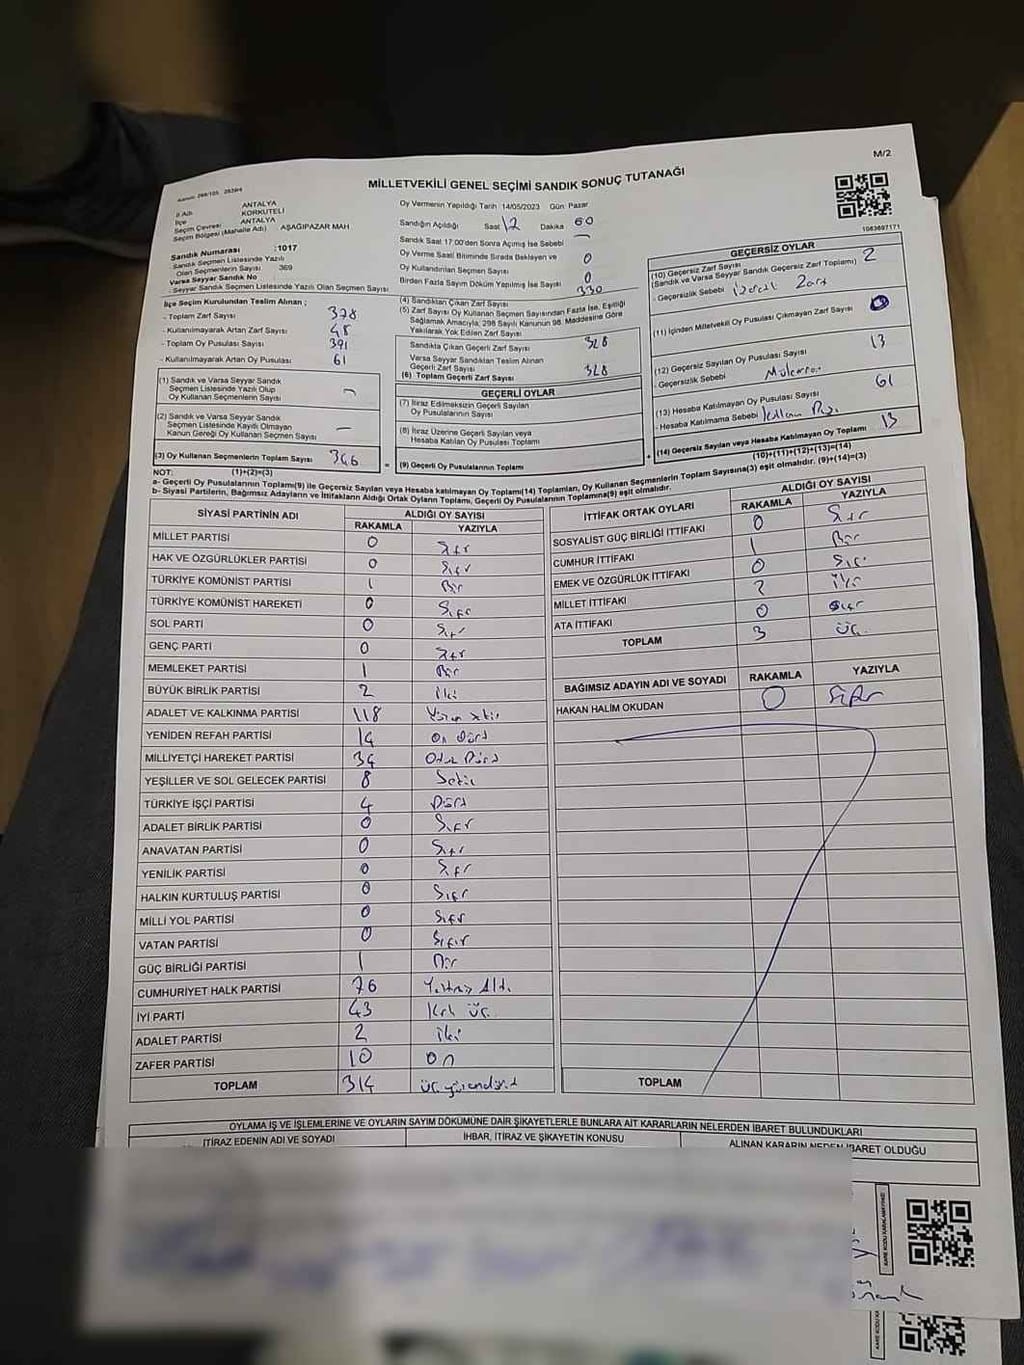 M/2
MİLLETVEKİLİ GENEL SEÇİMİ SANDIK SONUÇ TUTANAĞI
1083697171
İl Adı ANTALYA
İlçe KORKUTELİ
Seçim Çevresi ANTALYA
Seçim Bölgesi (Mahalle Adı) AŞAĞIPAZAR MAH
Sandık Numarası :1017
Sandık Seçmen Listesinde Yazılı
Olan Seçmenlerin Sayısı 369
Varsa Seyyar Sandık No
Seyyar Sandık Listesinde Yazılı Olan Seçmen Sayısı
Oy Vermenin Yapıldığı Tarih :14/05/2023 Gün: Pazar
Sandığın Açıldığı Saat 17 Dakika
Sandık Saat 17.00'den Sonra Açımış İse Sebebi —
Oy Verme Saati Bitiminde Sırada Bekleyen ve 0
Oy Kullandırılan Seçmen Sayısı
Birden Fazla Sayım Döküm Yapılmış İse Sayısı 0
İlçe Seçim Kurulundan Teslim Alınan ;
- Toplam Zarf Sayısı 378
- Kullanılmayarak Artan Zarf Sayısı 48
- Toplam Oy Pusulası Sayısı 391
- Kullanılmayarak Artan Oy Pusulası 61
(1) Sandık ve Varsa Seyyar Sandık
Seçmen Listesinde Yazılı Olup
Oy Kullanan Seçmenlerin Sayısı
(2) Sandık ve Varsa Seyyar Sandık
Seçmen Listesinde Kaydı Olmayan
Kanun Gereği Oy Kullanan Seçmen Sayısı —
(3) Oy Kullanan Seçmenlerin Toplam Sayısı 346
(4) Sandıktan Çıkan Zarf Sayısı 330
(5) Zarf Sayısı Oy Kullanan Seçmen Sayısından Fazla İse, Eşitliği
Sağlamak Amacıyla, 298 Sayılı Kanunun 98. Maddesine Göre
Yakılarak Yok Edilen Zarf Sayısı
Sandıkta Çıkan Geçerli Zarf Sayısı 328
Varsa Seyyar Sandıktan Teslim Alınan
Geçerli Zarf Sayısı
(6) Toplam Geçerli Zarf Sayısı 328
GEÇERLİ OYLAR
(7) İtiraz Edilmeksizin Geçerli Sayılan
Oy Pusulalarının Sayısı
(8) İtiraz Üzerine Geçerli Sayılan veya
Hesaba Katılan Oy Pusulası Toplamı
= (9) Geçerli Oy Pusulalarının Toplamı
GEÇERSİZ OYLAR
(10) Geçersiz Zarf Sayısı
(Sandık ve Varsa Seyyar Sandık Geçersiz Zarf Toplamı) 2
- Geçersizlik Sebebi Zarf
(11) İçinden Milletvekili Oy Pusulası Çıkmayan Zarf Sayısı 0
(12) Geçersiz Sayılan Oy Pusulası Sayısı 13
- Geçersizlik Sebebi
(13) Hesaba Katılmayan Oy Pusulası Sayısı 61
- Hesaba Katılmama Sebebi
+ (14) Geçersiz Sayılan veya Hesaba Katılmayan Oy Toplamı 13
(10)+(11)+(12)+(13)=(14)
NOT: (1)+(2)=(3)
a- Geçerli Oy Pusulasının Toplamı(9) ile Geçersiz Sayılan veya Hesaba katılmayan Oy Toplamı(14) Toplamları, Oy Kullanan Seçmenlerin Toplam Sayısına(3) eşit olmalıdır. (9)+(14)=(3)
b- Siyasi Partilerin, Bağımsız Adayların ve İttifakların Aldığı Ortak Oyların Toplamı, Geçerli Oy Pusulalarının Toplamına(9) eşit olmalıdır.
SİYASİ PARTİNİN ADI ALDIĞI OY SAYISI
RAKAMLA YAZIYLA
MİLLET PARTİSİ 0 Sıfır
HAK VE ÖZGÜRLÜKLER PARTİSİ 0 Sıfır
TÜRKİYE KOMÜNİST PARTİSİ 1 Bir
TÜRKİYE KOMÜNİST HAREKETİ 0 Sıfır
SOL PARTİ 0 Sıfır
GENÇ PARTİ 0 Sıfır
MEMLEKET PARTİSİ 1 Bir
BÜYÜK BİRLİK PARTİSİ 2 iki
ADALET VE KALKINMA PARTİSİ 118
YENİDEN REFAH PARTİSİ 14 on dört
MİLLİYETÇİ HAREKET PARTİSİ 34 Otuz Dört
YEŞİLLER VE SOL GELECEK PARTİSİ 8 Sekiz
TÜRKİYE İŞÇİ PARTİSİ 4 Dört
ADALET BİRLİK PARTİSİ 0 Sıfır
ANAVATAN PARTİSİ 0 Sıfır
YENİLİK PARTİSİ 0 Sıfır
HALKIN KURTULUŞ PARTİSİ 0 Sıfır
MİLLİ YOL PARTİSİ 0 Sıfır
VATAN PARTİSİ 0 Sıfır
GÜÇ BİRLİĞİ PARTİSİ 1 Bir
CUMHURİYET HALK PARTİSİ 76 Yetmiş Altı
İYİ PARTİ 43 Kırk üç
ADALET PARTİSİ 2 iki
ZAFER PARTİSİ 10 on
TOPLAM 314 üç yüz ondört
İTTİFAK ORTAK OYLARI ALDIĞI OY SAYISI
RAKAMLA YAZIYLA
SOSYALİST GÜÇ BİRLİĞİ İTTİFAKI 0 Sıfır
CUMHUR İTTİFAKI 1 Bir
EMEK VE ÖZGÜRLÜK İTTİFAKI 0 Sıfır
MİLLET İTTİFAKI 2 iki
ATA İTTİFAKI 0 Sıfır
TOPLAM 3 üç
BAĞIMSIZ ADAYIN ADI VE SOYADI RAKAMLA YAZIYLA
HAKAN HALİM OKUDAN 0 Sıfır
TOPLAM
OYLAMA İŞ VE İŞLEMLERINE VE OYLARIN SAYIM DÖKÜMÜNE DAİR ŞİKAYETLERLE BUNLARA AİT KARARLARIN NELERDEN İBARET BULUNDUKLARI
İTİRAZ EDENİN ADI VE SOYADI İHBAR, İTİRAZ VE ŞİKAYETİN KONUSU ALINAN KARARIN NEDEN İBARET OLDUĞU
KARE KODU KARALAMAYINIZ